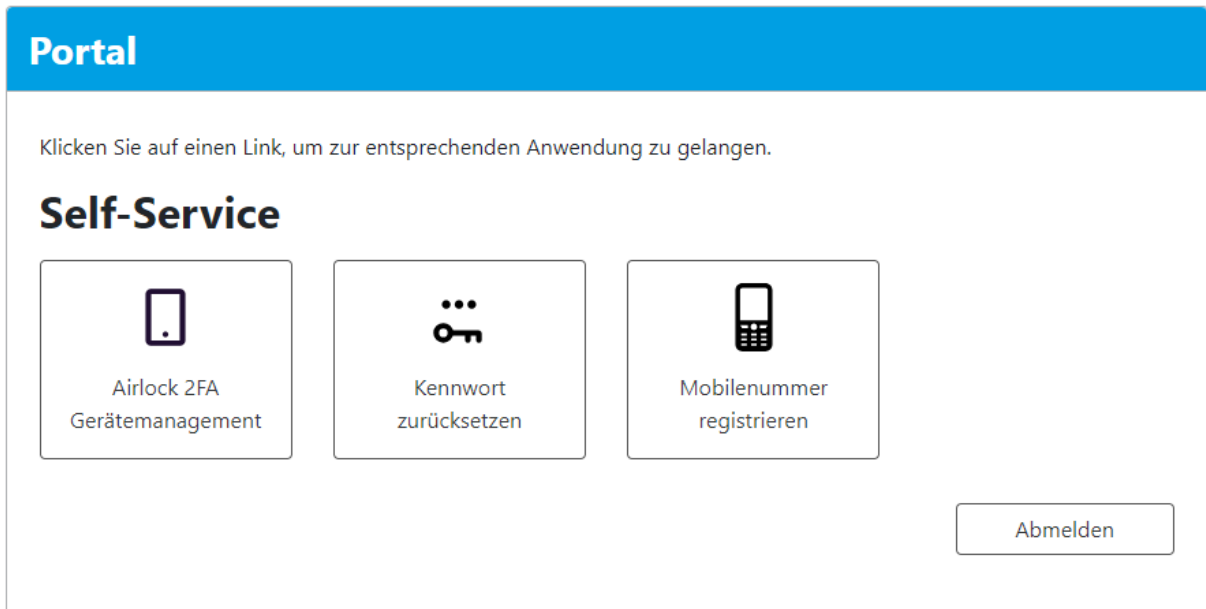 Portal
Klicken Sie auf einen Link, um zur entsprechenden Anwendung zu gelangen.
Self-Service
Airlock 2FA
Gerätemanagement
Kennwort
zurücksetzen
Mobilenummer
registrieren
Abmelden